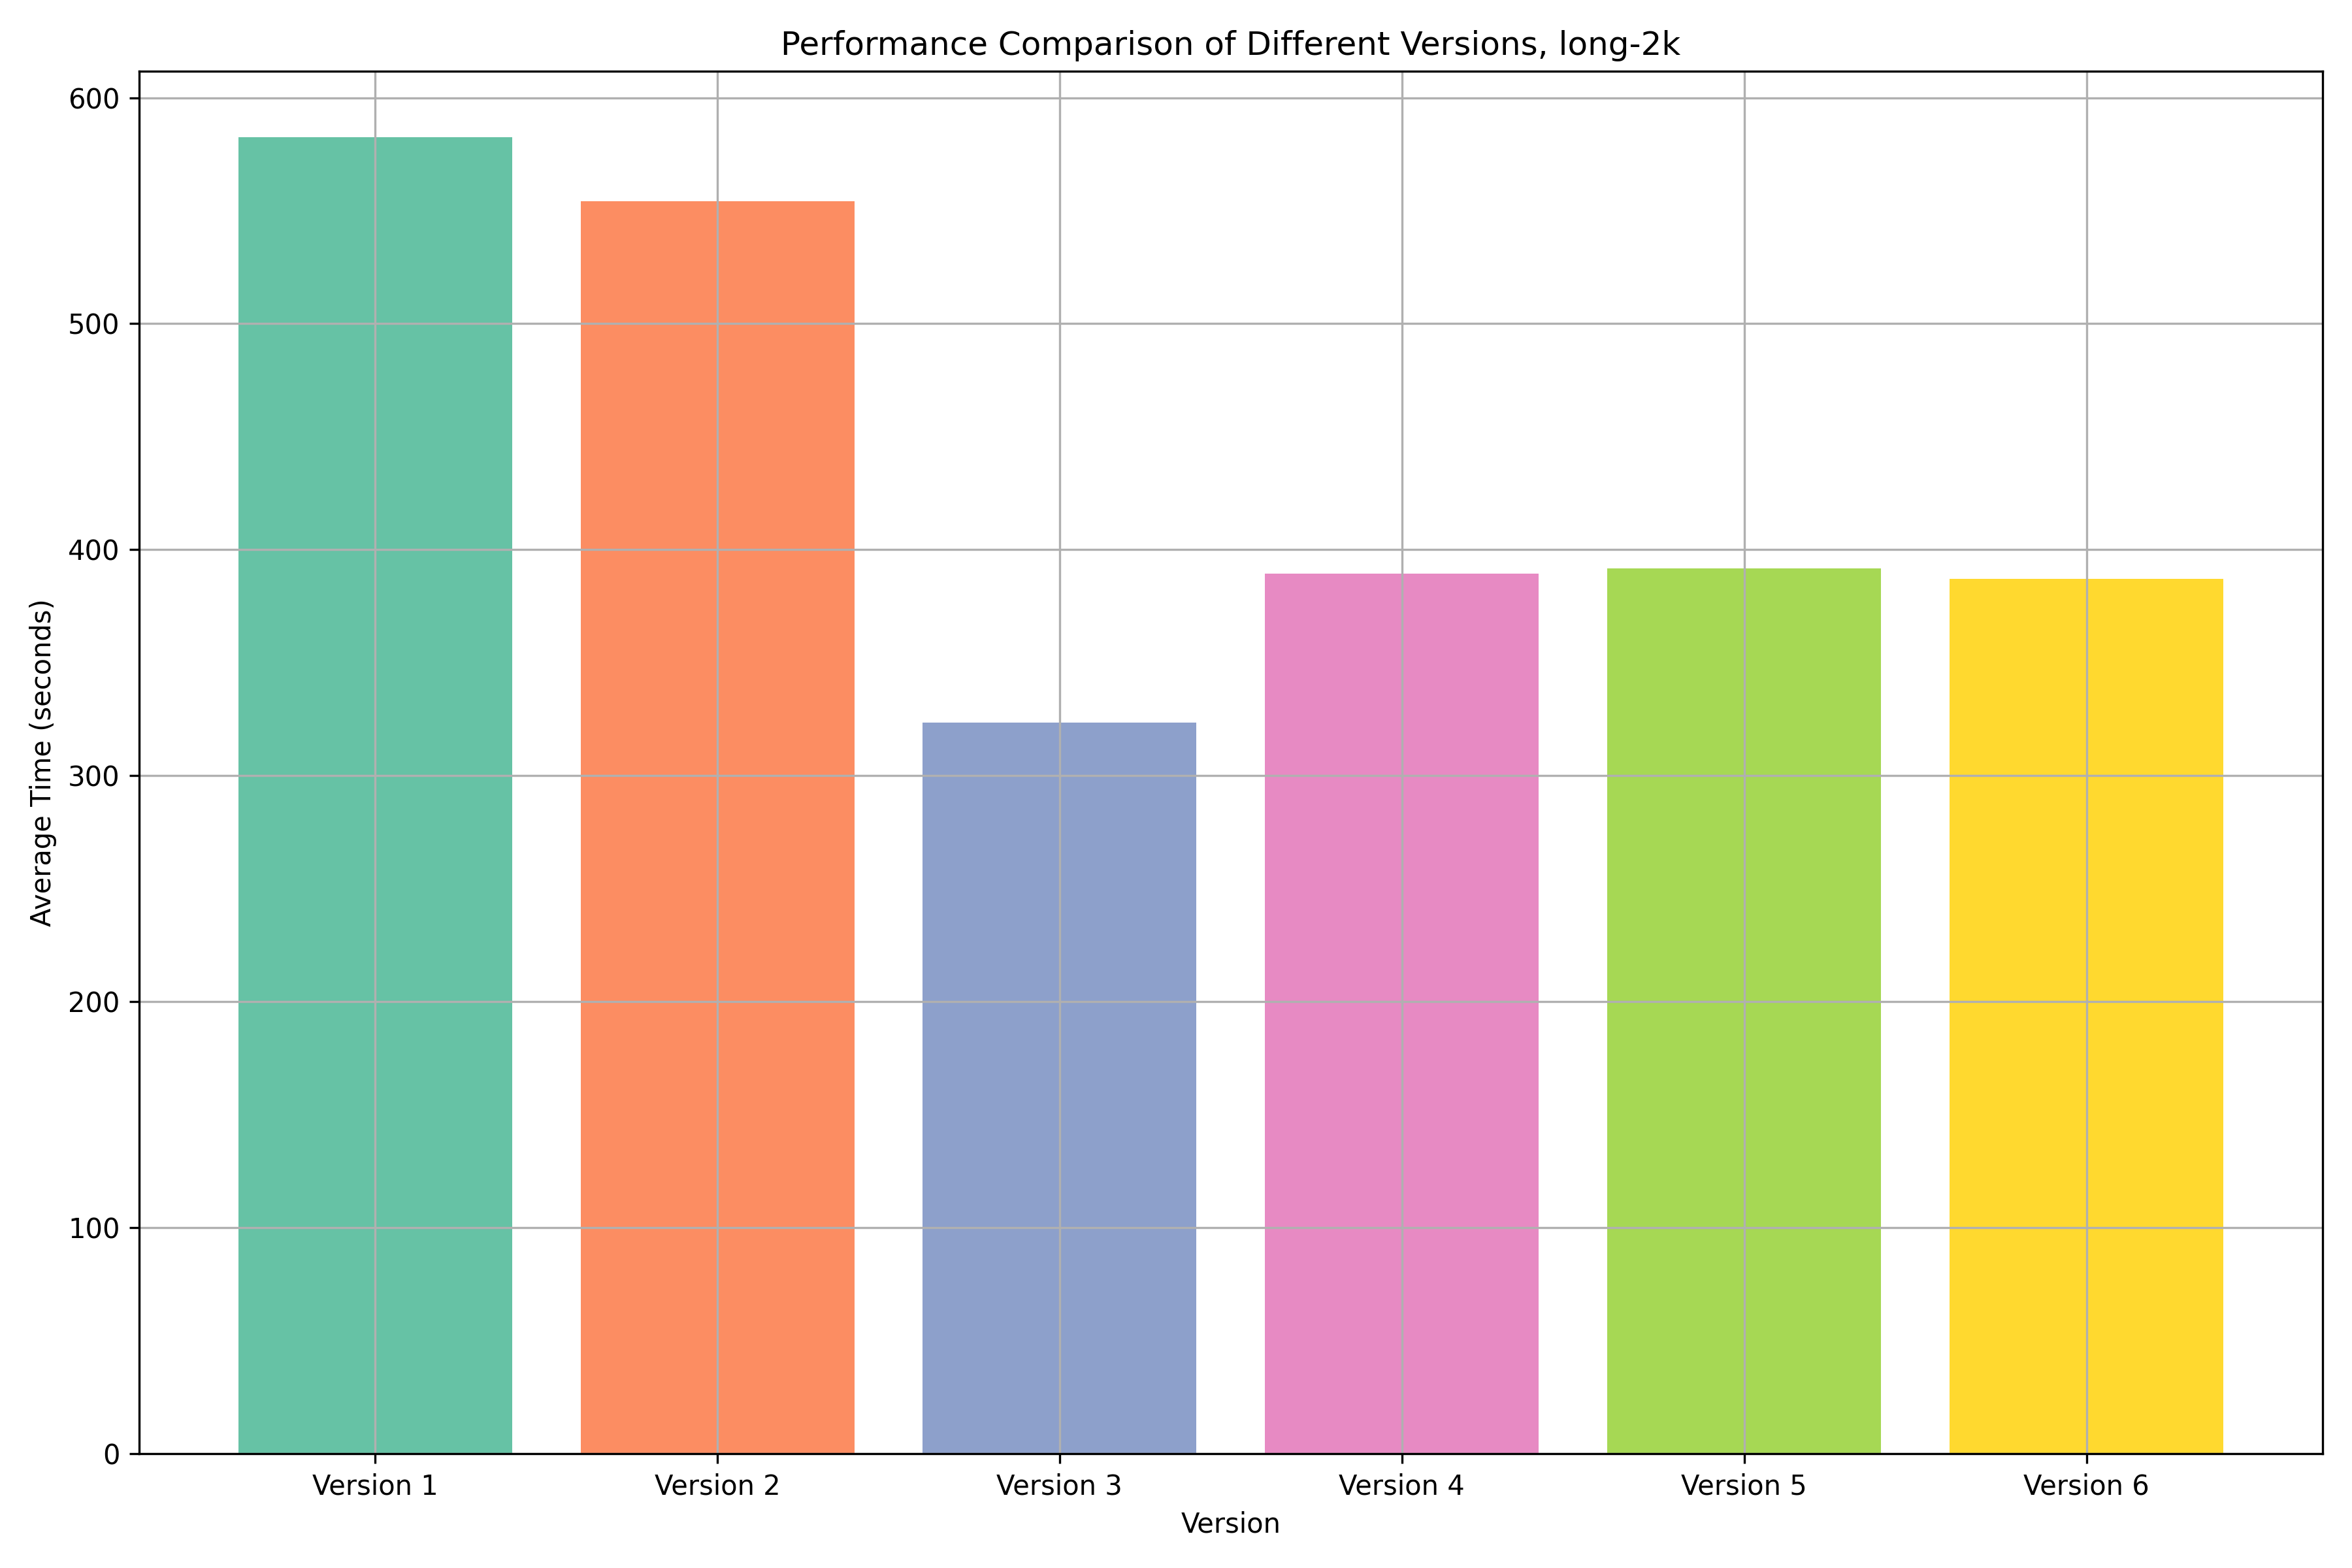 Performance Comparison of Different Versions, long-2k
600
500
400
300
200
100
0
Average Time (seconds)
Version 1
Version 2
Version 3
Version 4
Version 5
Version 6
Version